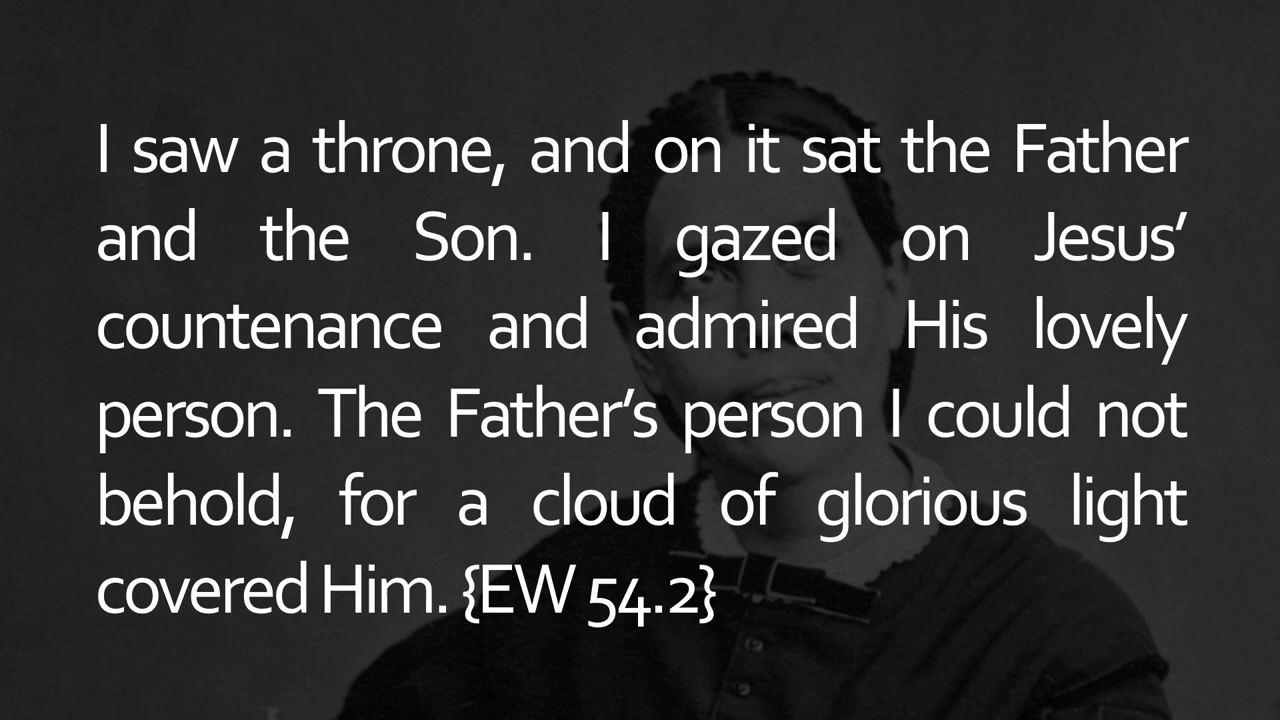 I saw a throne, and on it sat the Father
and the Son. I gazed on Jesus’
countenance and admired His lovely
person. The Father’s person I could not
behold, for a cloud of glorious light
covered Him. {EW 54.2}